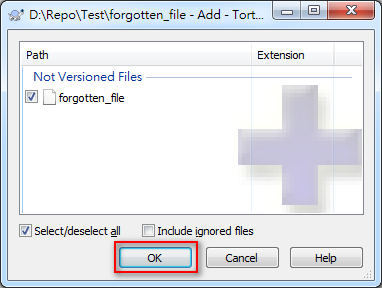 D:\Repo\Test\forgotten_file - Add - Tort...
Path Extension
Not Versioned Files
forgotten_file
Select/deselect all Include ignored files
OK Cancel Help